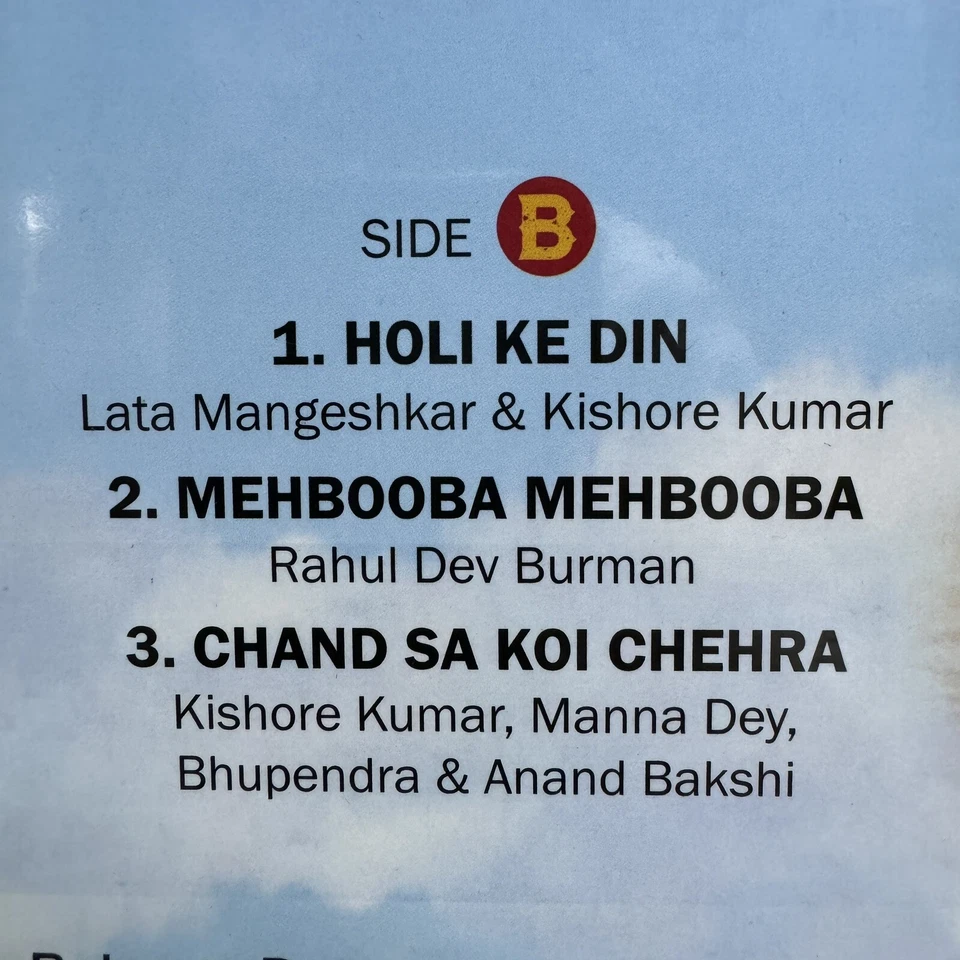 SIDE B
1. HOLI KE DIN
Lata Mangeshkar & Kishore Kumar
2. MEHBOOBA MEHBOOBA
Rahul Dev Burman
3. CHAND SA KOI CHEHRA
Kishore Kumar, Manna Dey,
Bhupendra & Anand Bakshi